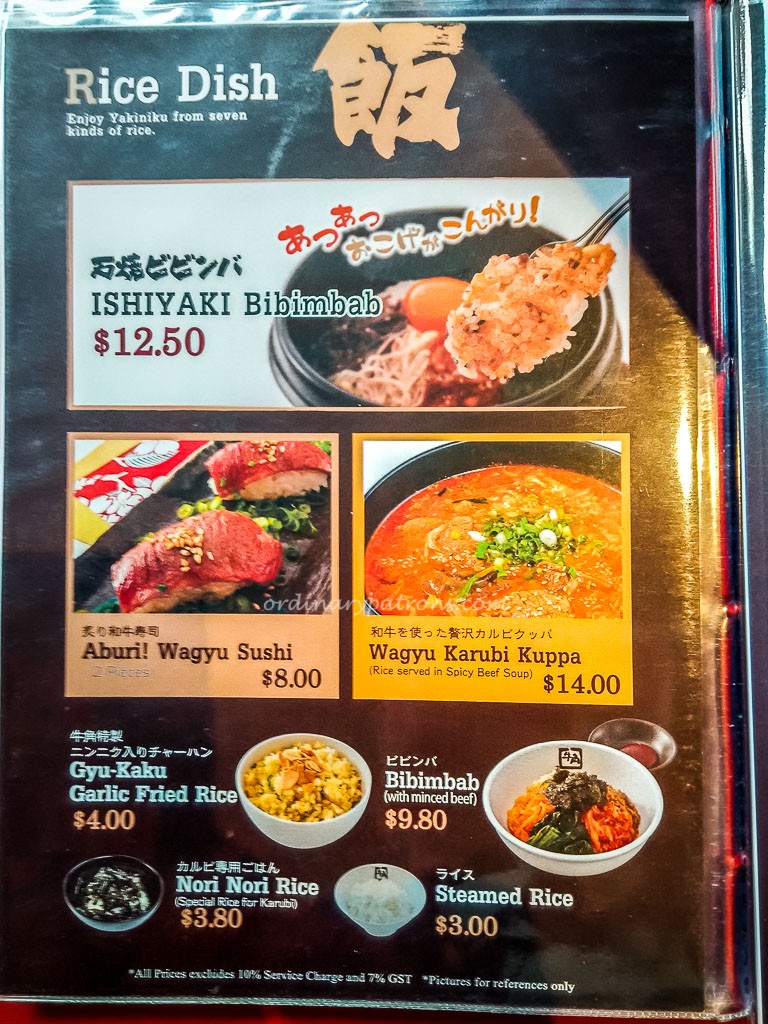 飯
Rice Dish
Enjoy Yakiniku from seven
kinds of rice.
あつあつ
おこげがこんがり!
石焼ビビンバ
ISHIYAKI Bibimbab
$12.50
ordinarypatrons.com
炙り和牛寿司
Aburi! Wagyu Sushi
2 Pieces
$8.00
和牛を使った贅沢カルビクッパ
Wagyu Karubi Kuppa
(Rice served in Spicy Beef Soup)
$14.00
牛角特製
ニンニク入りチャーハン
Gyu-Kaku
Garlic Fried Rice
$4.00
ビビンバ
Bibimbab
(with minced beef)
$9.80
牛角
カルビ専用ごはん
Nori Nori Rice
(Special Rice for Karubi)
$3.80
牛角
ライス
Steamed Rice
$3.00
*All Prices excludes 10% Service Charge and 7% GST *Pictures for references only